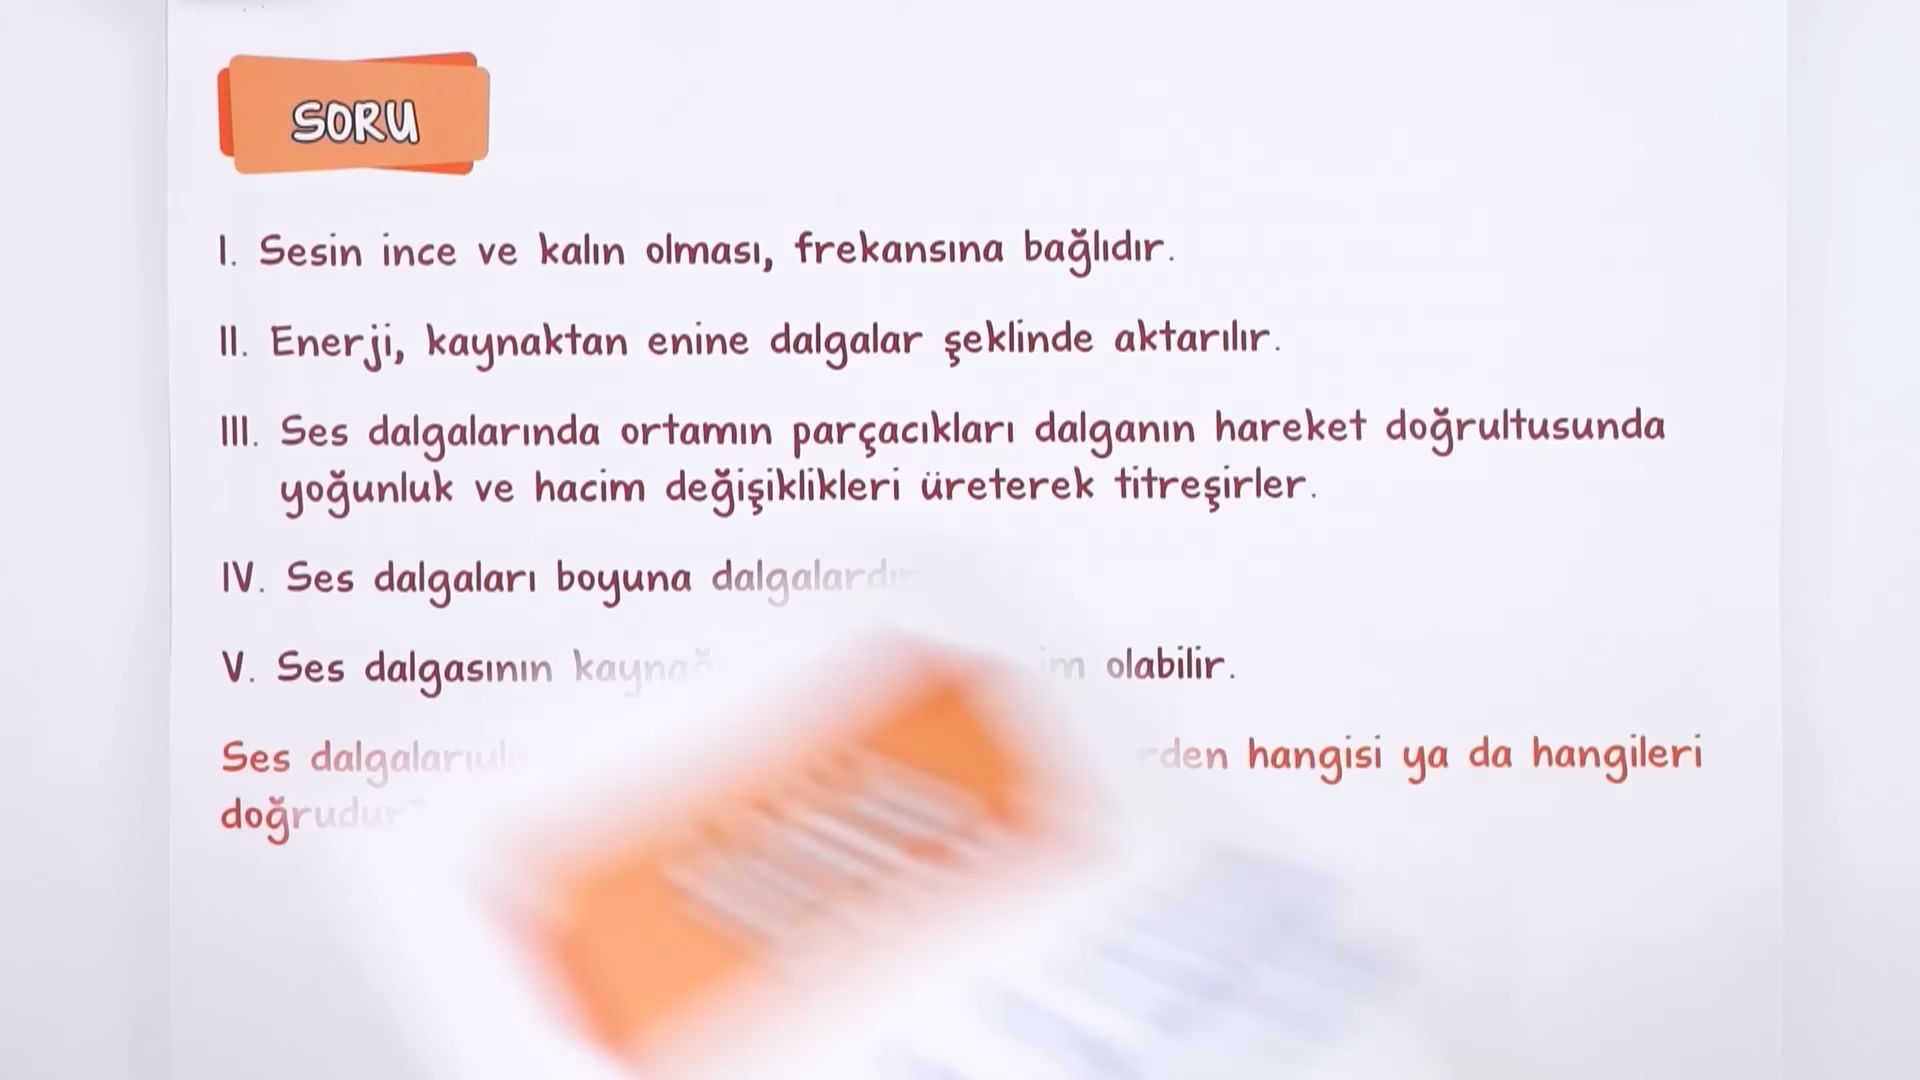 SORU
I. Sesin ince ve kalın olması, frekansına bağlıdır.
II. Enerji, kaynaktan enine dalgalar şeklinde aktarılır.
III. Ses dalgalarında ortamın parçacıkları dalganın hareket doğrultusunda
yoğunluk ve hacim değişiklikleri üreterek titreşirler.
IV. Ses dalgaları boyuna dalgalardır
V. Ses dalgasının olabilir.
Ses hangisi ya da hangileri
doğrudur